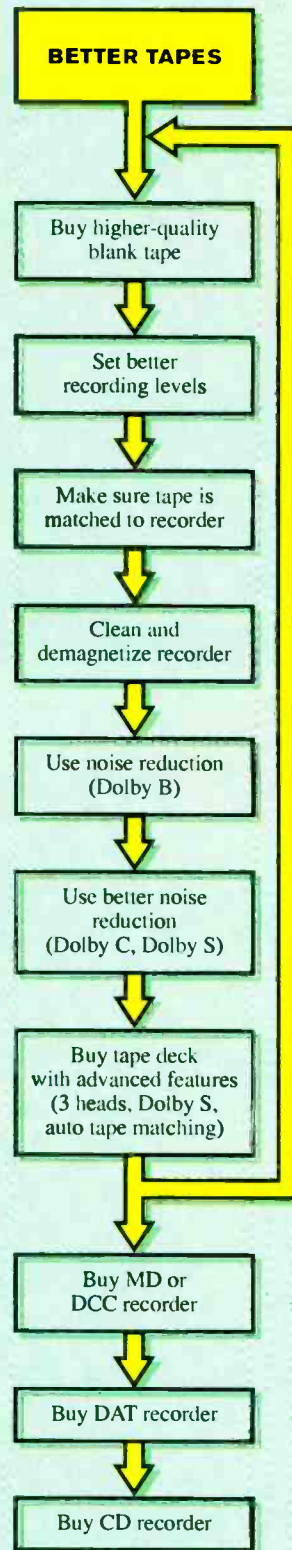 BETTER TAPES
Buy higher-quality
blank tape
Set better
recording levels
Make sure tape is
matched to recorder
Clean and
demagnetize recorder
Use noise reduction
(Dolby B)
Use better noise
reduction
(Dolby C, Dolby S)
Buy tape deck
with advanced features
(3 heads, Dolby S,
auto tape matching)
Buy MD or
DCC recorder
Buy DAT recorder
Buy CD recorder